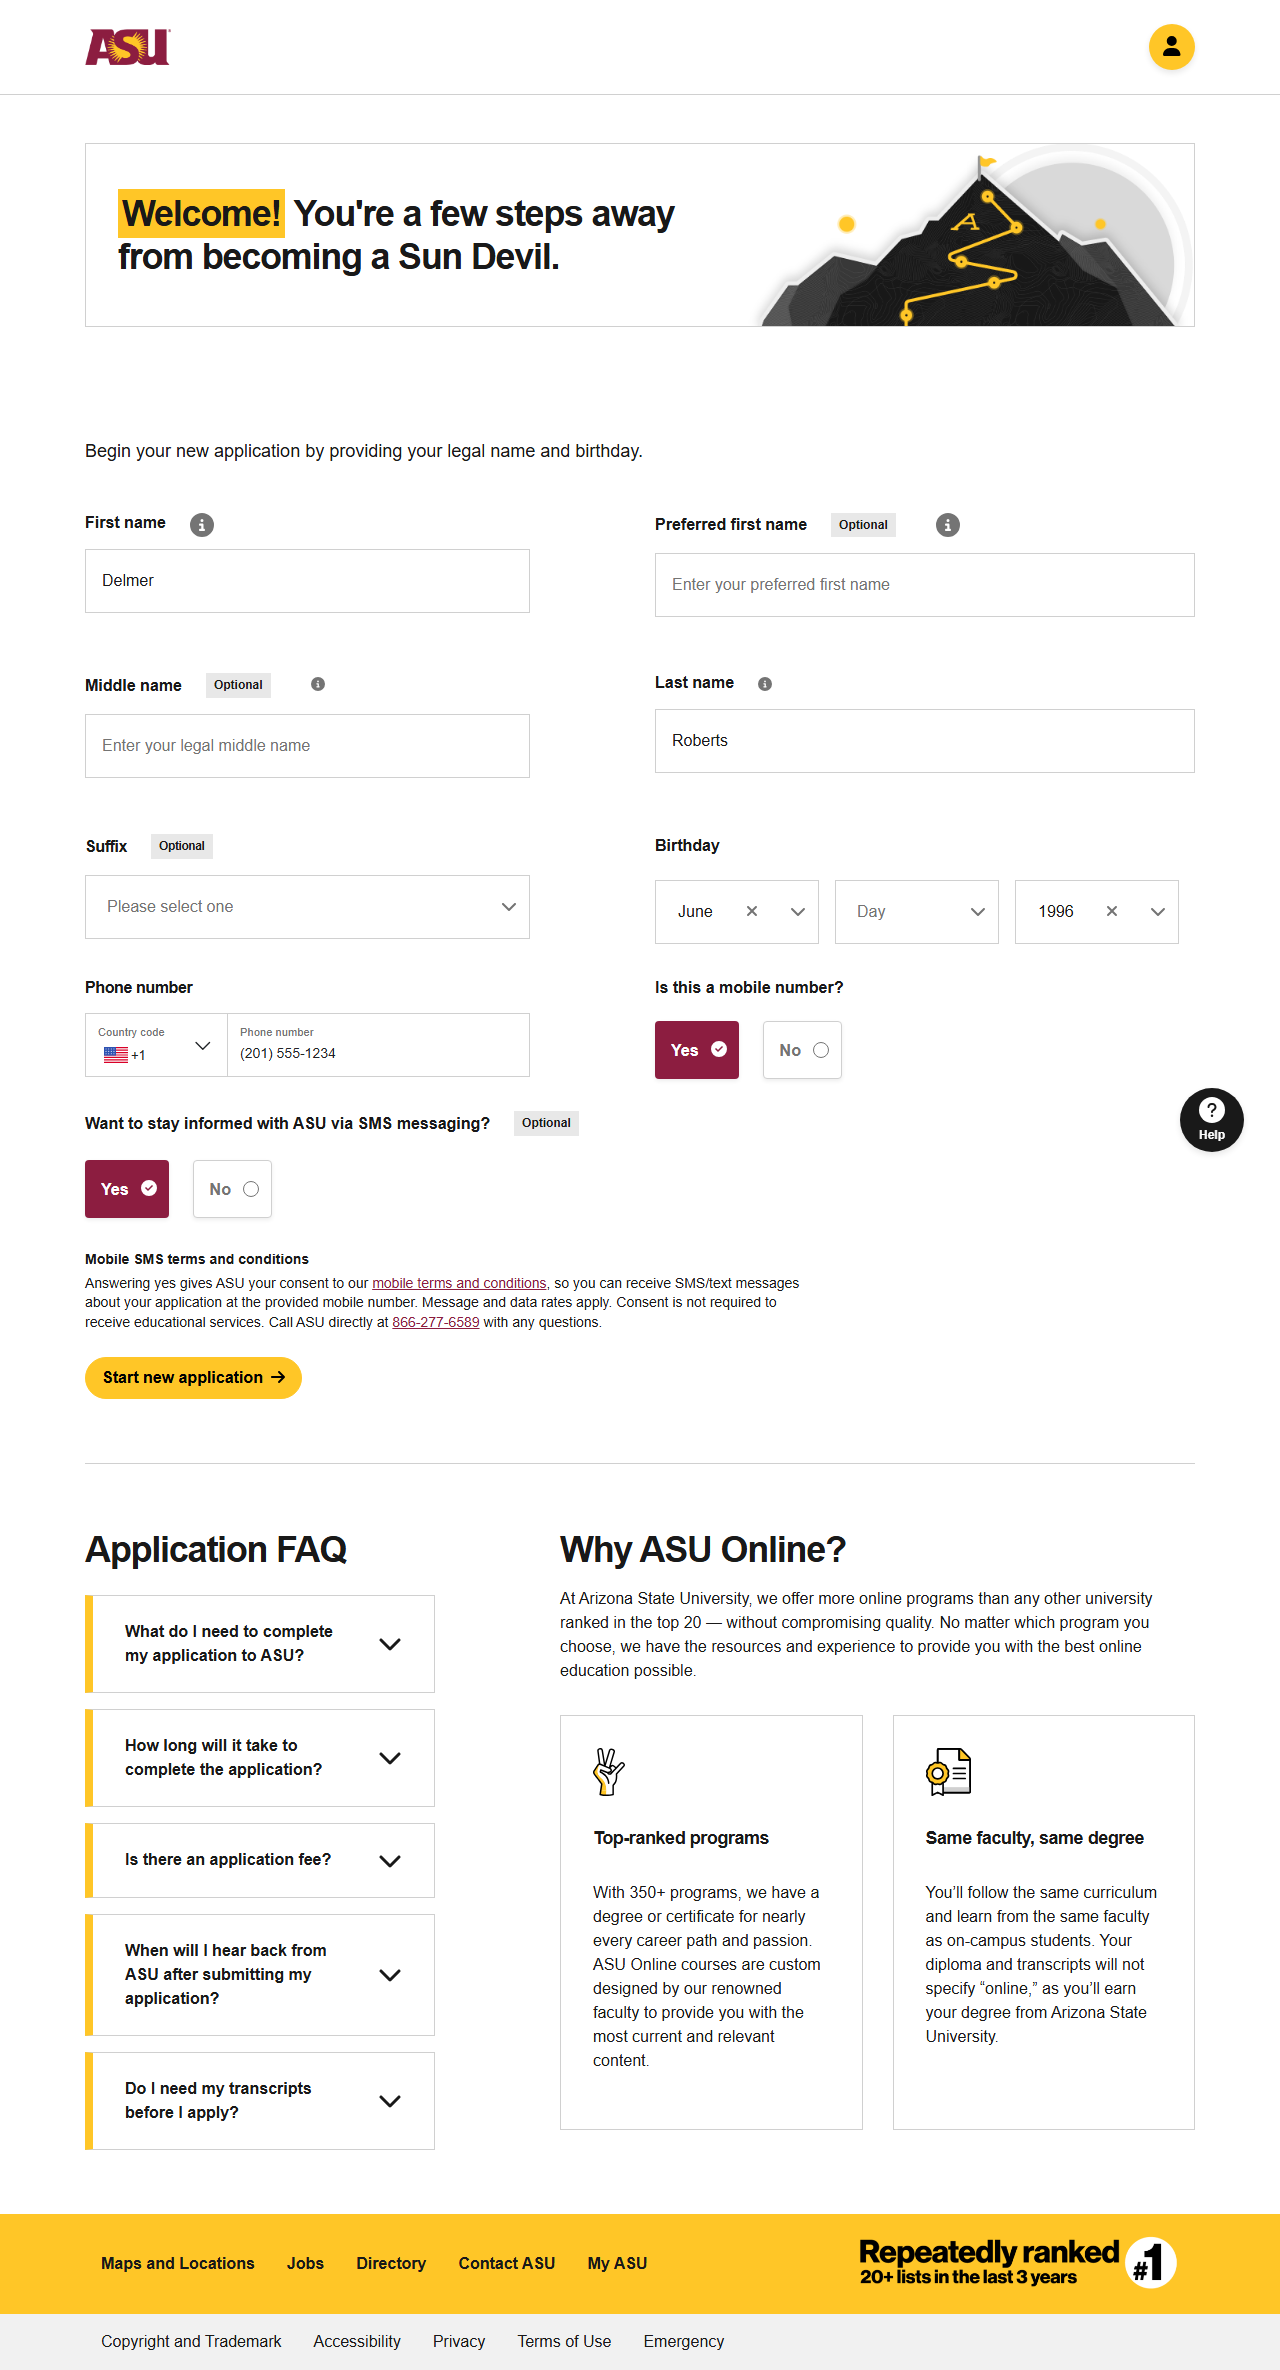 ASU
Welcome! You're a few steps away
from becoming a Sun Devil.
A
Begin your new application by providing your legal name and birthday.
First name
Preferred first name Optional
Delmer
Enter your preferred first name
Middle name Optional
Last name
Enter your legal middle name
Roberts
Suffix Optional
Birthday
Please select one
June Day 1996
Phone number
Is this a mobile number?
Country code
+1
Phone number
(201) 555-1234
Yes No
Want to stay informed with ASU via SMS messaging? Optional
? Help
Yes No
Mobile SMS terms and conditions
Answering yes gives ASU your consent to our mobile terms and conditions, so you can receive SMS/text messages
about your application at the provided mobile number. Message and data rates apply. Consent is not required to
receive educational services. Call ASU directly at 866-277-6589 with any questions.
Start new application
Application FAQ
What do I need to complete
my application to ASU?
How long will it take to
complete the application?
Is there an application fee?
When will I hear back from
ASU after submitting my
application?
Do I need my transcripts
before I apply?
Why ASU Online?
At Arizona State University, we offer more online programs than any other university
ranked in the top 20 — without compromising quality. No matter which program you
choose, we have the resources and experience to provide you with the best online
education possible.
Top-ranked programs
With 350+ programs, we have a
degree or certificate for nearly
every career path and passion.
ASU Online courses are custom
designed by our renowned
faculty to provide you with the
most current and relevant
content.
Same faculty, same degree
You’ll follow the same curriculum
and learn from the same faculty
as on-campus students. Your
diploma and transcripts will not
specify “online,” as you’ll earn
your degree from Arizona State
University.
Maps and Locations Jobs Directory Contact ASU My ASU
Repeatedly ranked
20+ lists in the last 3 years
#1
Copyright and Trademark Accessibility Privacy Terms of Use Emergency